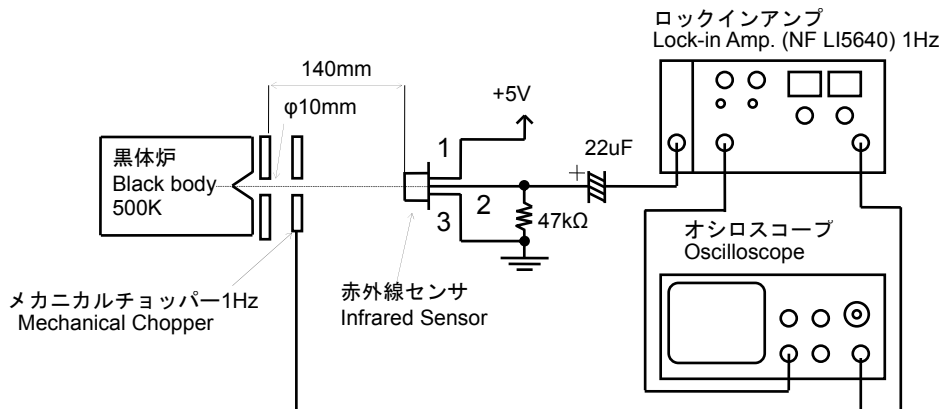 ロックインアンプ
Lock-in Amp. (NF LI5640) 1Hz
140mm
φ10mm
+5V
1
22uF
+
黒体炉
Black body
500K
2
3
47kΩ
オシロスコープ
Oscilloscope
メカニカルチョッパー1Hz
Mechanical Chopper
赤外線センサ
Infrared Sensor